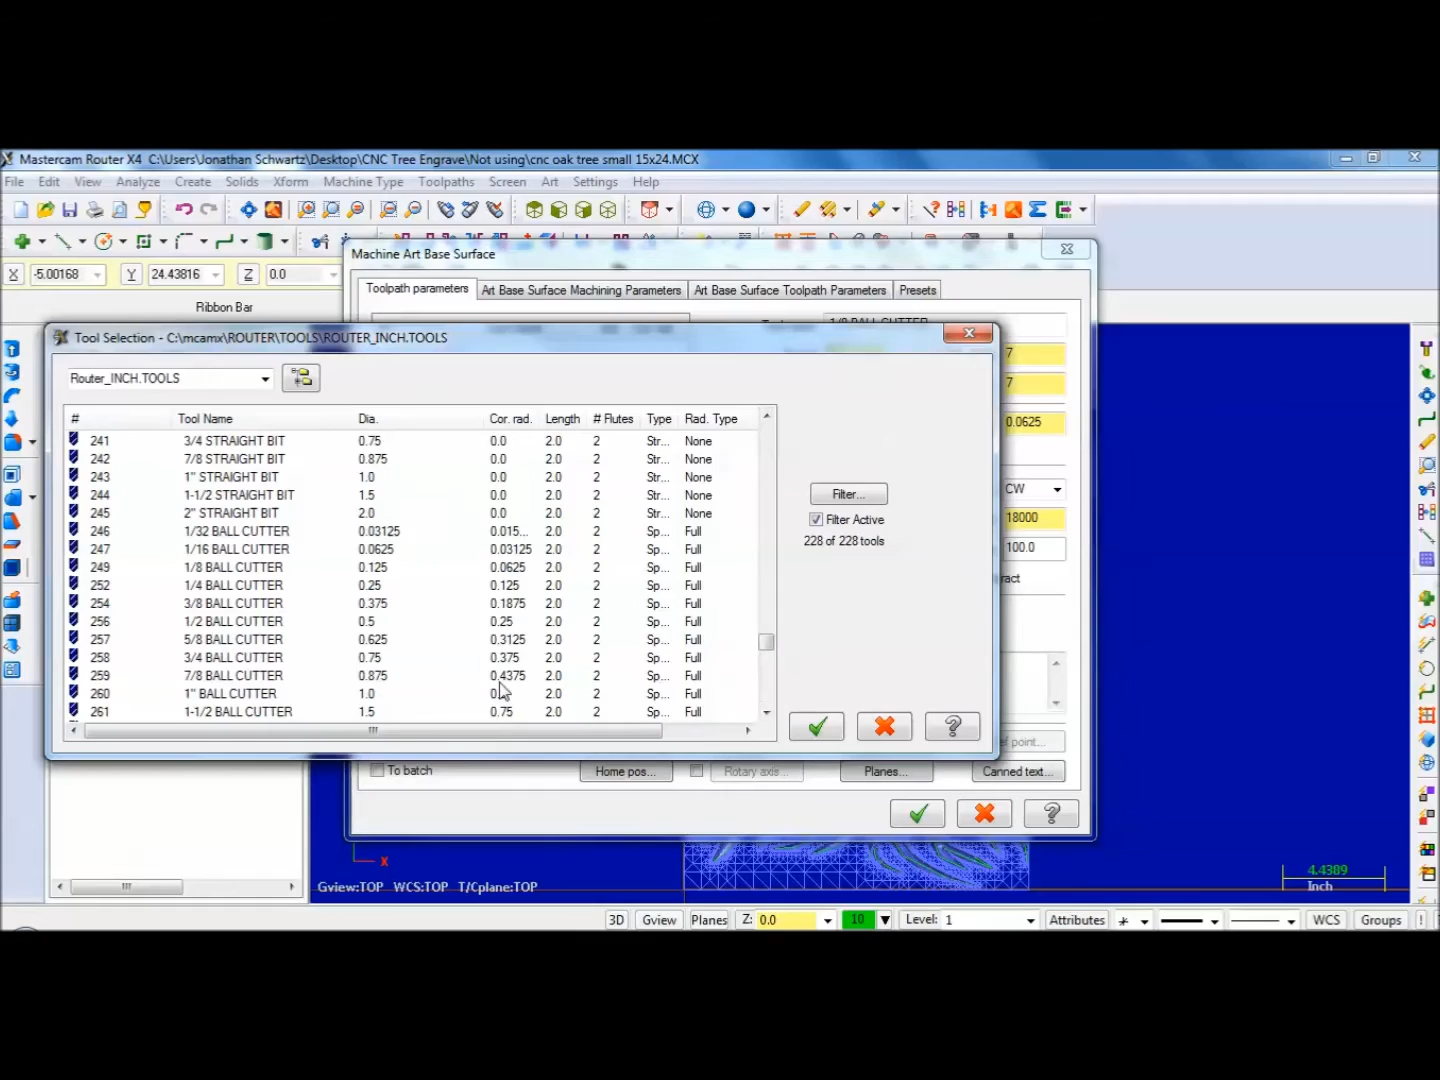 Mastercam Router X4 C:\Users\Jonathan Schwartz\Desktop\CNC Tree Engrave\Not using\cnc oak tree small 15x24.MCX
File Edit View Analyze Create Solids Xform Machine Type Toolpaths Screen Art Settings Help
X -5.00168 Y 24.43816 Z 0.0
Ribbon Bar
Machine Art Base Surface
Toolpath parameters Art Base Surface Machining Parameters Art Base Surface Toolpath Parameters Presets
1/8 BALL CUTTER
Tool Selection - C:\mcamx\ROUTER\TOOLS\ROUTER_INCH.TOOLS
7
Router_INCH.TOOLS
7
# Tool Name Dia. Cor. rad. Length # Flutes Type Rad. Type
0.0625
241 3/4 STRAIGHT BIT 0.75 0.0 2.0 2 Str... None
242 7/8 STRAIGHT BIT 0.875 0.0 2.0 2 Str... None
243 1" STRAIGHT BIT 1.0 0.0 2.0 2 Str... None
244 1-1/2 STRAIGHT BIT 1.5 0.0 2.0 2 Str... None
245 2" STRAIGHT BIT 2.0 0.0 2.0 2 Str... None
246 1/32 BALL CUTTER 0.03125 0.015... 2.0 2 Sp... Full
247 1/16 BALL CUTTER 0.0625 0.03125 2.0 2 Sp... Full
249 1/8 BALL CUTTER 0.125 0.0625 2.0 2 Sp... Full
252 1/4 BALL CUTTER 0.25 0.125 2.0 2 Sp... Full
254 3/8 BALL CUTTER 0.375 0.1875 2.0 2 Sp... Full
256 1/2 BALL CUTTER 0.5 0.25 2.0 2 Sp... Full
257 5/8 BALL CUTTER 0.625 0.3125 2.0 2 Sp... Full
258 3/4 BALL CUTTER 0.75 0.375 2.0 2 Sp... Full
259 7/8 BALL CUTTER 0.875 0.4375 2.0 2 Sp... Full
260 1" BALL CUTTER 1.0 2.0 2 Sp... Full
261 1-1/2 BALL CUTTER 1.5 0.75 2.0 2 Sp... Full
Filter...
Filter Active
228 of 228 tools
CW
18000
100.0
ract
ef point...
To batch Home pos... Rotary axis... Planes... Canned text...
X
Gview:TOP WCS:TOP T/Cplane:TOP
4.4389
Inch
3D Gview Planes Z: 0.0 10 Level: 1 Attributes WCS Groups !